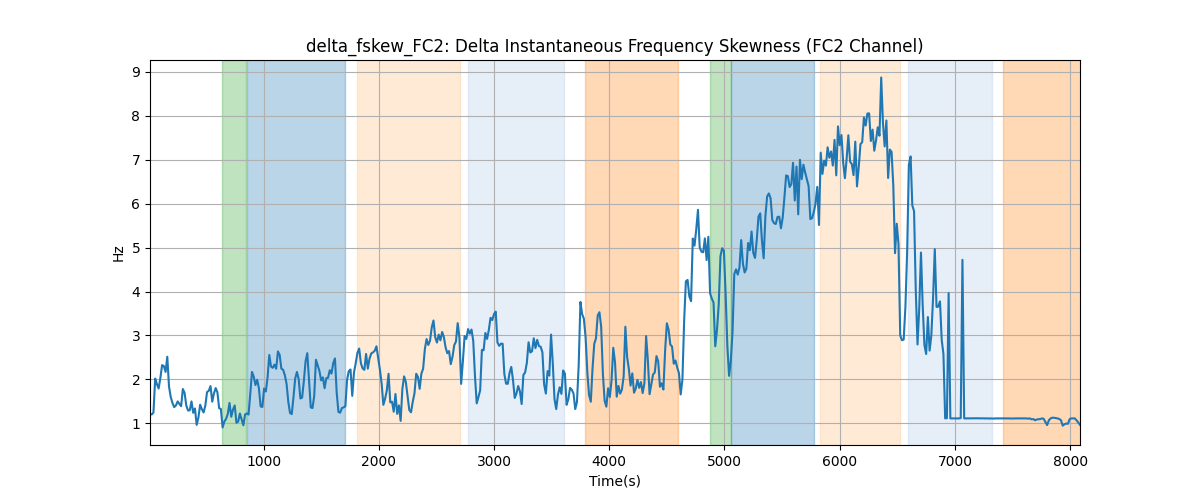 delta_fskew_FC2: Delta Instantaneous Frequency Skewness (FC2 Channel)
9
8
7
6
5
4
3
2
1
Hz
1000 2000 3000 4000 5000 6000 7000 8000
Time(s)